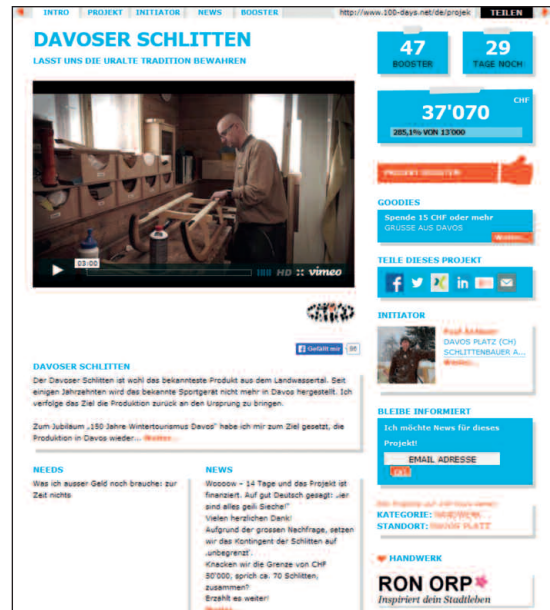 INTRO PROJEKT INITIATOR NEWS BOOSTER
http://www.100-days.net/de/projek TEILEN
DAVOSER SCHLITTEN
LASST UNS DIE URALTE TRADITION BEWAHREN
03:00
HD vimeo
Gefällt mir
DAVOSER SCHLITTEN
Der Davoser Schlitten ist wohl das bekannteste Produkt aus dem Landwassertal. Seit
einigen Jahrzehnten wird das bekannte Sportgerät nicht mehr in Davos hergestellt. Ich
verfolge das Ziel die Produktion zurück an den Ursprung zu bringen.
Zum Jubiläum „150 Jahre Wintertourismus Davos" habe ich mir zum Ziel gesetzt, die
Produktion in Davos wieder...
NEEDS
Was ich ausser Geld noch brauche: zur
Zeit nichts
NEWS
Woooow – 14 Tage und das Projekt ist
finanziert. Auf gut Deutsch gesagt: „ier
sind alles geili Sieche!"
Vielen herzlichen Dank!
Aufgrund der grossen Nachfrage, setzen
wir das Kontingent der Schlitten auf
„unbegrenzt".
Knacken wir die Grenze von CHF
50'000, sprich ca. 70 Schlitten,
zusammen?
Erzählt es weiter!
47
BOOSTER
29
TAGE NOCH
CHF
37'070
285,1% VON 13'000
PROJEKT BOOSTEN
GOODIES
Spende 15 CHF oder mehr
GRÜSSE AUS DAVOS
TEILE DIESES PROJEKT
INITIATOR
DAVOS PLATZ (CH)
SCHLITTENBAUER A...
BLEIBE INFORMIERT
Ich möchte News für dieses
Projekt!
EMAIL ADRESSE
KATEGORIE: HANDWERK
STANDORT: DAVOS PLATZ
HANDWERK
RON ORP
Inspiriert dein Stadtleben